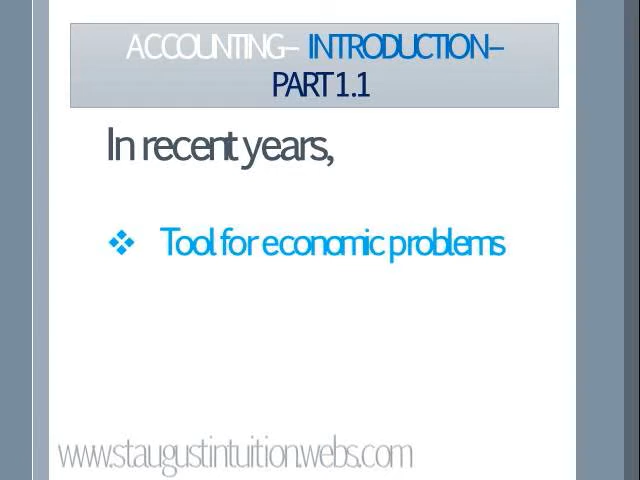 ACCOUNTING– INTRODUCTION–
PART 1.1
In recent years,
Tool for economic problems
www.staugustintuition.webs.com